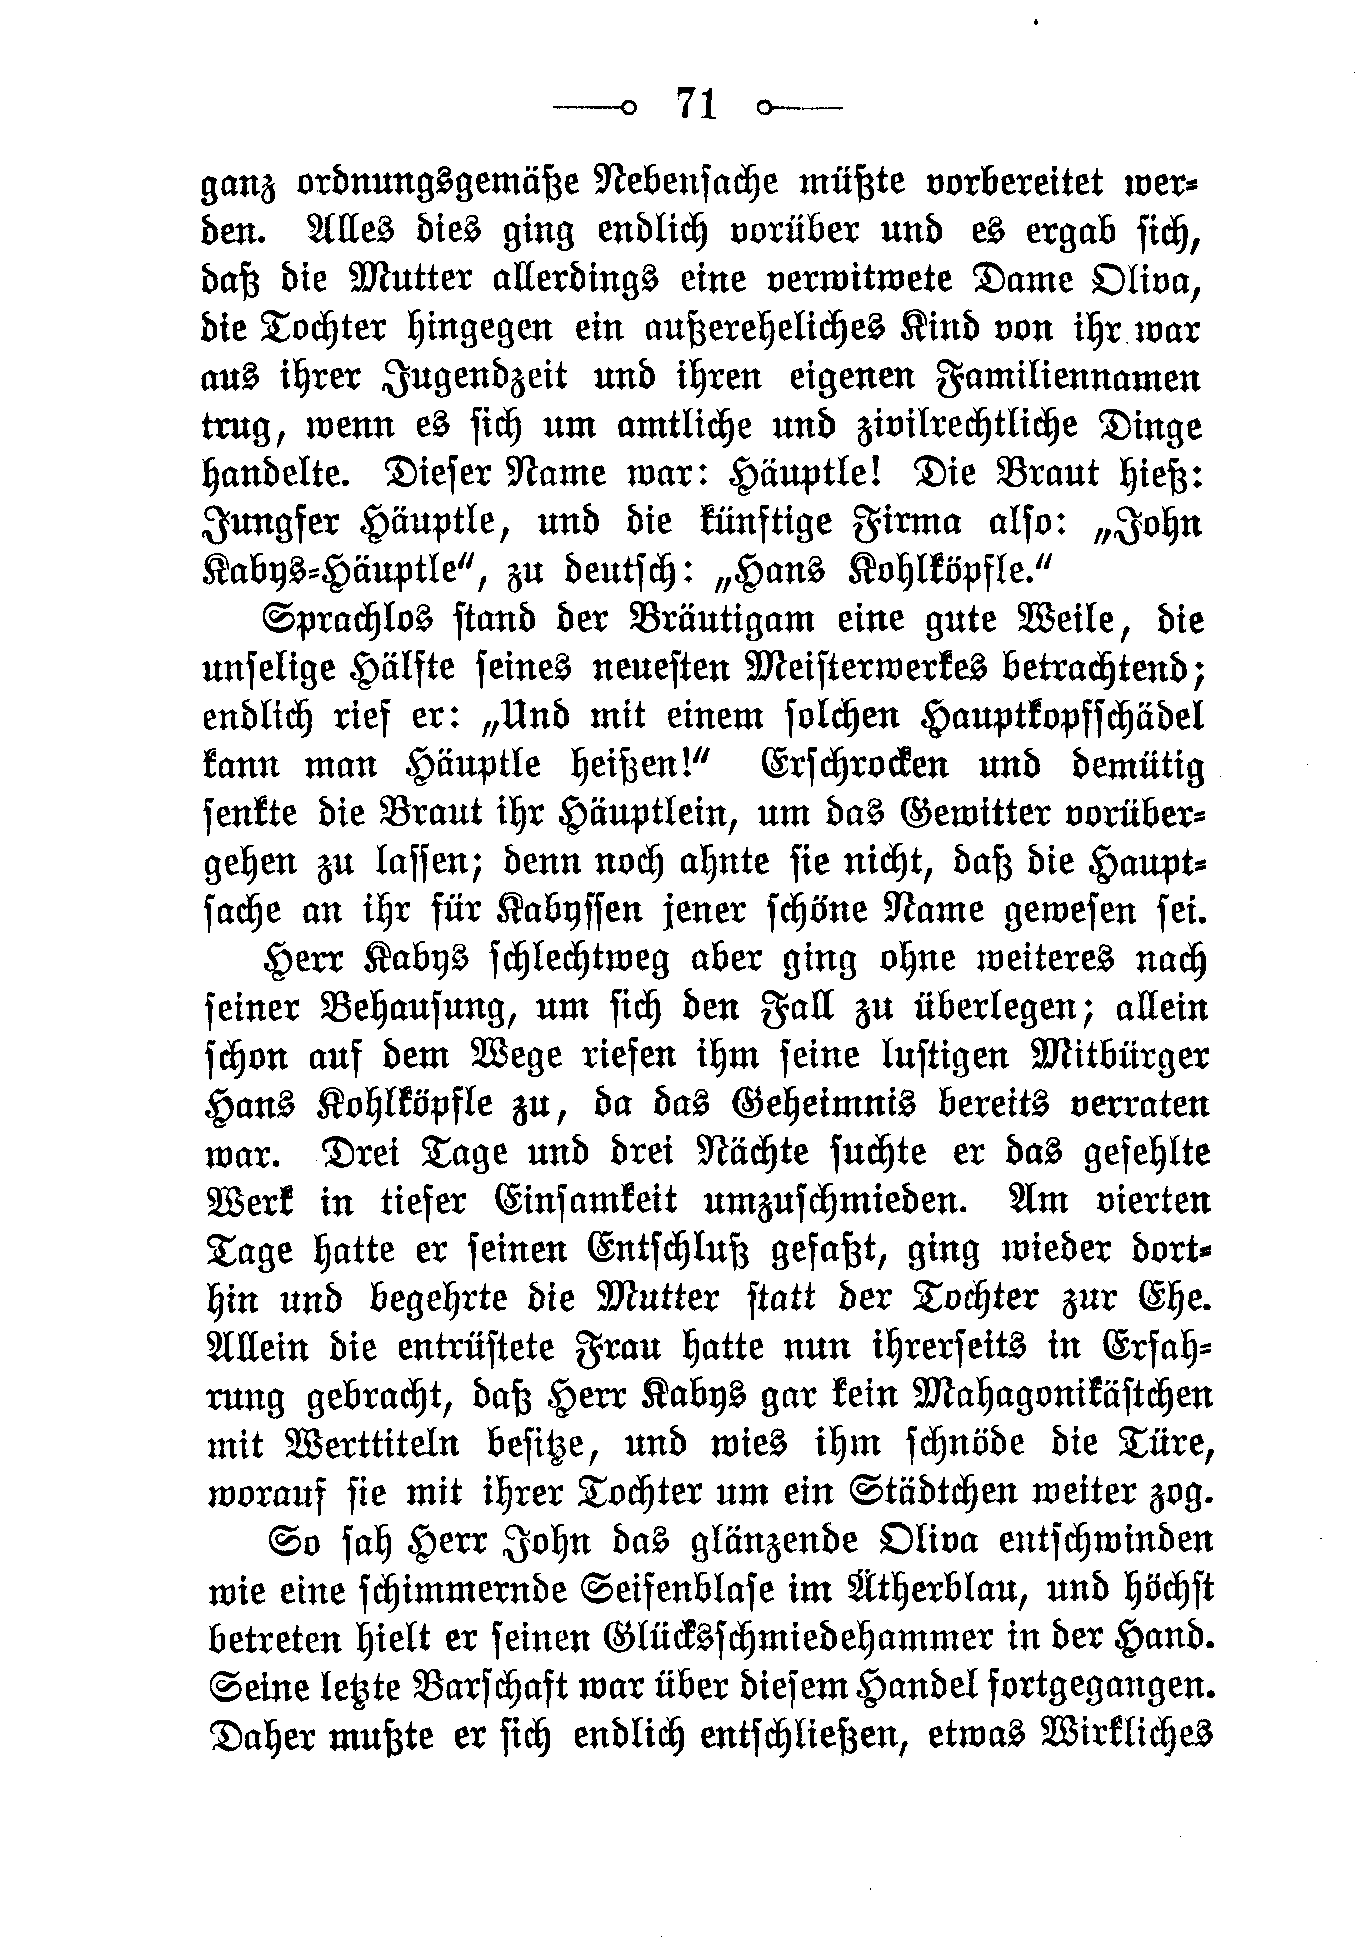 71
ganz ordnungsgemäße Nebensache müßte vorbereitet wer-
den. Alles dies ging endlich vorüber und es ergab sich,
daß die Mutter allerdings eine verwitwete Dame Oliva,
die Tochter hingegen ein außereheliches Kind von ihr war
aus ihrer Jugendzeit und ihren eigenen Familiennamen
trug, wenn es sich um amtliche und zivilrechtliche Dinge
handelte. Dieser Name war: Häuptle! Die Braut hieß:
Jungfer Häuptle, und die künftige Firma also: „John
Kabys-Häuptle“, zu deutsch: „Hans Kohlköpfle.“
Sprachlos stand der Bräutigam eine gute Weile, die
unselige Hälfte seines neuesten Meisterwerkes betrachtend;
endlich rief er: „Und mit einem solchen Hauptkopfschädel
kann man Häuptle heißen!“ Erschrocken und demütig
senkte die Braut ihr Häuptlein, um das Gewitter vorüber-
gehen zu lassen; denn noch ahnte sie nicht, daß die Haupt-
sache an ihr für Kabyssen jener schöne Name gewesen sei.
Herr Kabys schlechtweg aber ging ohne weiteres nach
seiner Behausung, um sich den Fall zu überlegen; allein
schon auf dem Wege riefen ihm seine lustigen Mitbürger
Hans Kohlköpfle zu, da das Geheimnis bereits verraten
war. Drei Tage und drei Nächte suchte er das gefehlte
Werk in tiefer Einsamkeit umzuschmieden. Am vierten
Tage hatte er seinen Entschluß gefaßt, ging wieder dort-
hin und begehrte die Mutter statt der Tochter zur Ehe.
Allein die entrüstete Frau hatte nun ihrerseits in Erfah-
rung gebracht, daß Herr Kabys gar kein Mahagonikästchen
mit Werttiteln besitze, und wies ihm schnöde die Türe,
worauf sie mit ihrer Tochter um ein Städtchen weiter zog.
So sah Herr John das glänzende Oliva entschwinden
wie eine schimmernde Seifenblase im Ätherblau, und höchst
betreten hielt er seinen Glücksschmiedehammer in der Hand.
Seine letzte Barschaft war über diesem Handel fortgegangen.
Daher mußte er sich endlich entschließen, etwas Wirkliches